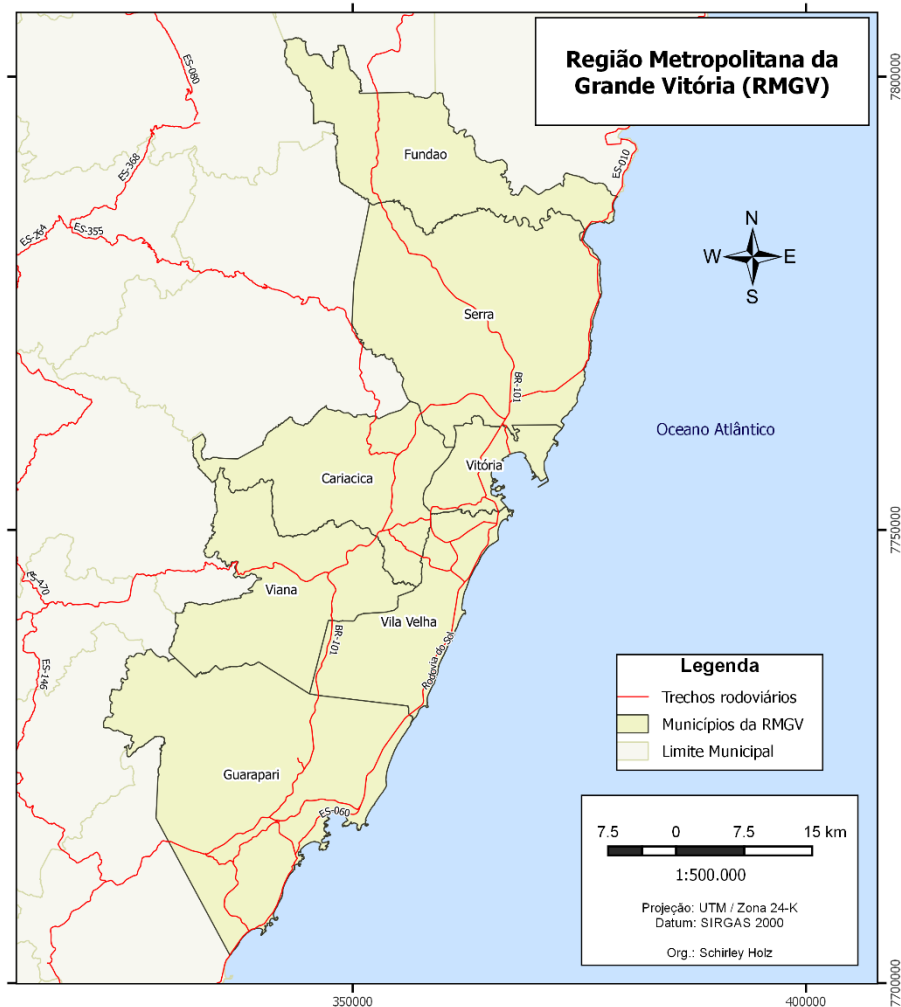 Região Metropolitana da
Grande Vitória (RMGV)
7800000
ES-080
Fundao
ES-010
ES-368
ES-264
ES-355
N
W
E
S
Serra
BR-101
Oceano Atlântico
Vitória
Cariacica
7750000
ES-470
Viana
Vila Velha
BR-101
Rodovia do Sol
ES-146
Legenda
Trechos rodoviários
Municípios da RMGV
Limite Municipal
Guarapari
ES-060
7.5 0 7.5 15 km
1:500.000
Projeção: UTM / Zona 24-K
Datum: SIRGAS 2000
Org.: Schirley Holz
7700000
350000
400000